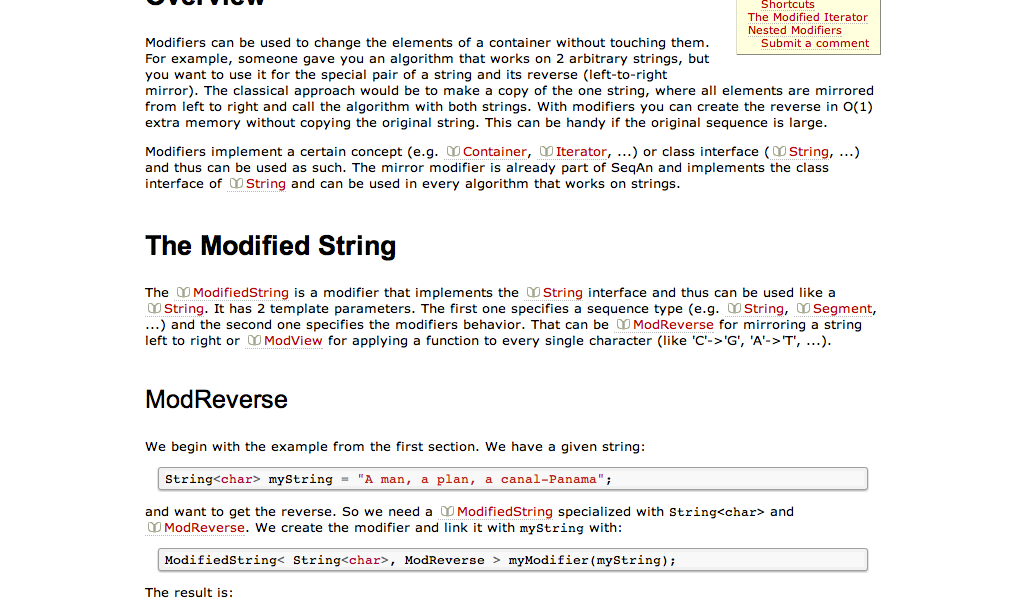 Overview
Shortcuts
The Modified Iterator
Nested Modifiers
Submit a comment
Modifiers can be used to change the elements of a container without touching them.
For example, someone gave you an algorithm that works on 2 arbitrary strings, but
you want to use it for the special pair of a string and its reverse (left-to-right
mirror). The classical approach would be to make a copy of the one string, where all elements are mirrored
from left to right and call the algorithm with both strings. With modifiers you can create the reverse in O(1)
extra memory without copying the original string. This can be handy if the original sequence is large.
Modifiers implement a certain concept (e.g. Container, Iterator, ...) or class interface (String, ...)
and thus can be used as such. The mirror modifier is already part of SeqAn and implements the class
interface of String and can be used in every algorithm that works on strings.
The Modified String
The ModifiedString is a modifier that implements the String interface and thus can be used like a
String. It has 2 template parameters. The first one specifies a sequence type (e.g. String, Segment,
...) and the second one specifies the modifiers behavior. That can be ModReverse for mirroring a string
left to right or ModView for applying a function to every single character (like 'C'->'G', 'A'->'T', ...).
ModReverse
We begin with the example from the first section. We have a given string:
String<char> myString = "A man, a plan, a canal-Panama";
and want to get the reverse. So we need a ModifiedString specialized with String<char> and
ModReverse. We create the modifier and link it with myString with:
ModifiedString< String<char>, ModReverse > myModifier(myString);
The result is: